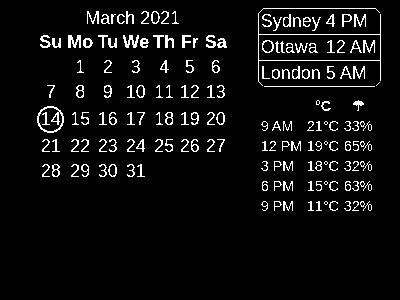 March 2021
Su Mo Tu We Th Fr Sa
1 2 3 4 5 6
7 8 9 10 11 12 13
14 15 16 17 18 19 20
21 22 23 24 25 26 27
28 29 30 31
Sydney 4 PM
Ottawa 12 AM
London 5 AM
°C ☂
9 AM 21°C 33%
12 PM 19°C 65%
3 PM 18°C 32%
6 PM 15°C 63%
9 PM 11°C 32%